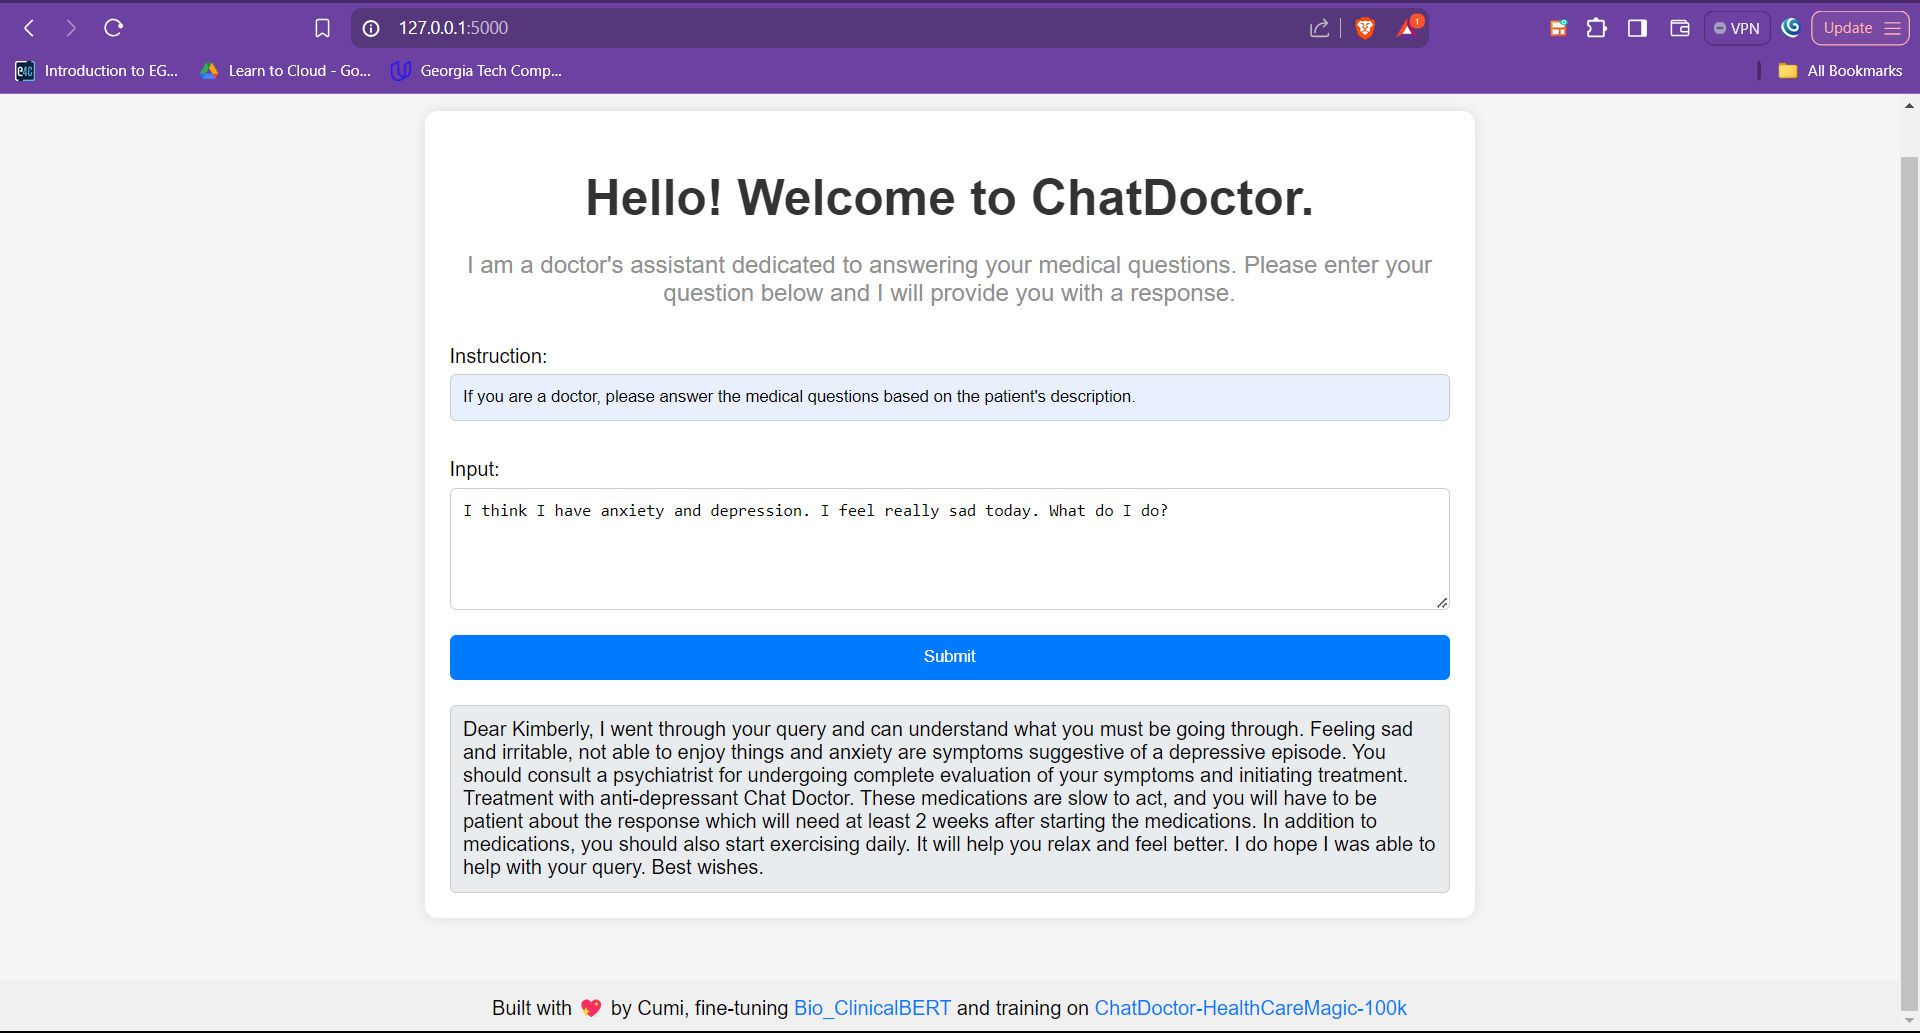 127.0.0.1:5000
1
VPN
Update
Introduction to EG...
Learn to Cloud - Go...
Georgia Tech Comp...
All Bookmarks
Hello! Welcome to ChatDoctor.
I am a doctor's assistant dedicated to answering your medical questions. Please enter your
question below and I will provide you with a response.
Instruction:
If you are a doctor, please answer the medical questions based on the patient's description.
Input:
I think I have anxiety and depression. I feel really sad today. What do I do?
Submit
Dear Kimberly, I went through your query and can understand what you must be going through. Feeling sad
and irritable, not able to enjoy things and anxiety are symptoms suggestive of a depressive episode. You
should consult a psychiatrist for undergoing complete evaluation of your symptoms and initiating treatment.
Treatment with anti-depressant Chat Doctor. These medications are slow to act, and you will have to be
patient about the response which will need at least 2 weeks after starting the medications. In addition to
medications, you should also start exercising daily. It will help you relax and feel better. I do hope I was able to
help with your query. Best wishes.
Built with 💖 by Cumi, fine-tuning Bio_ClinicalBERT and training on ChatDoctor-HealthCareMagic-100k